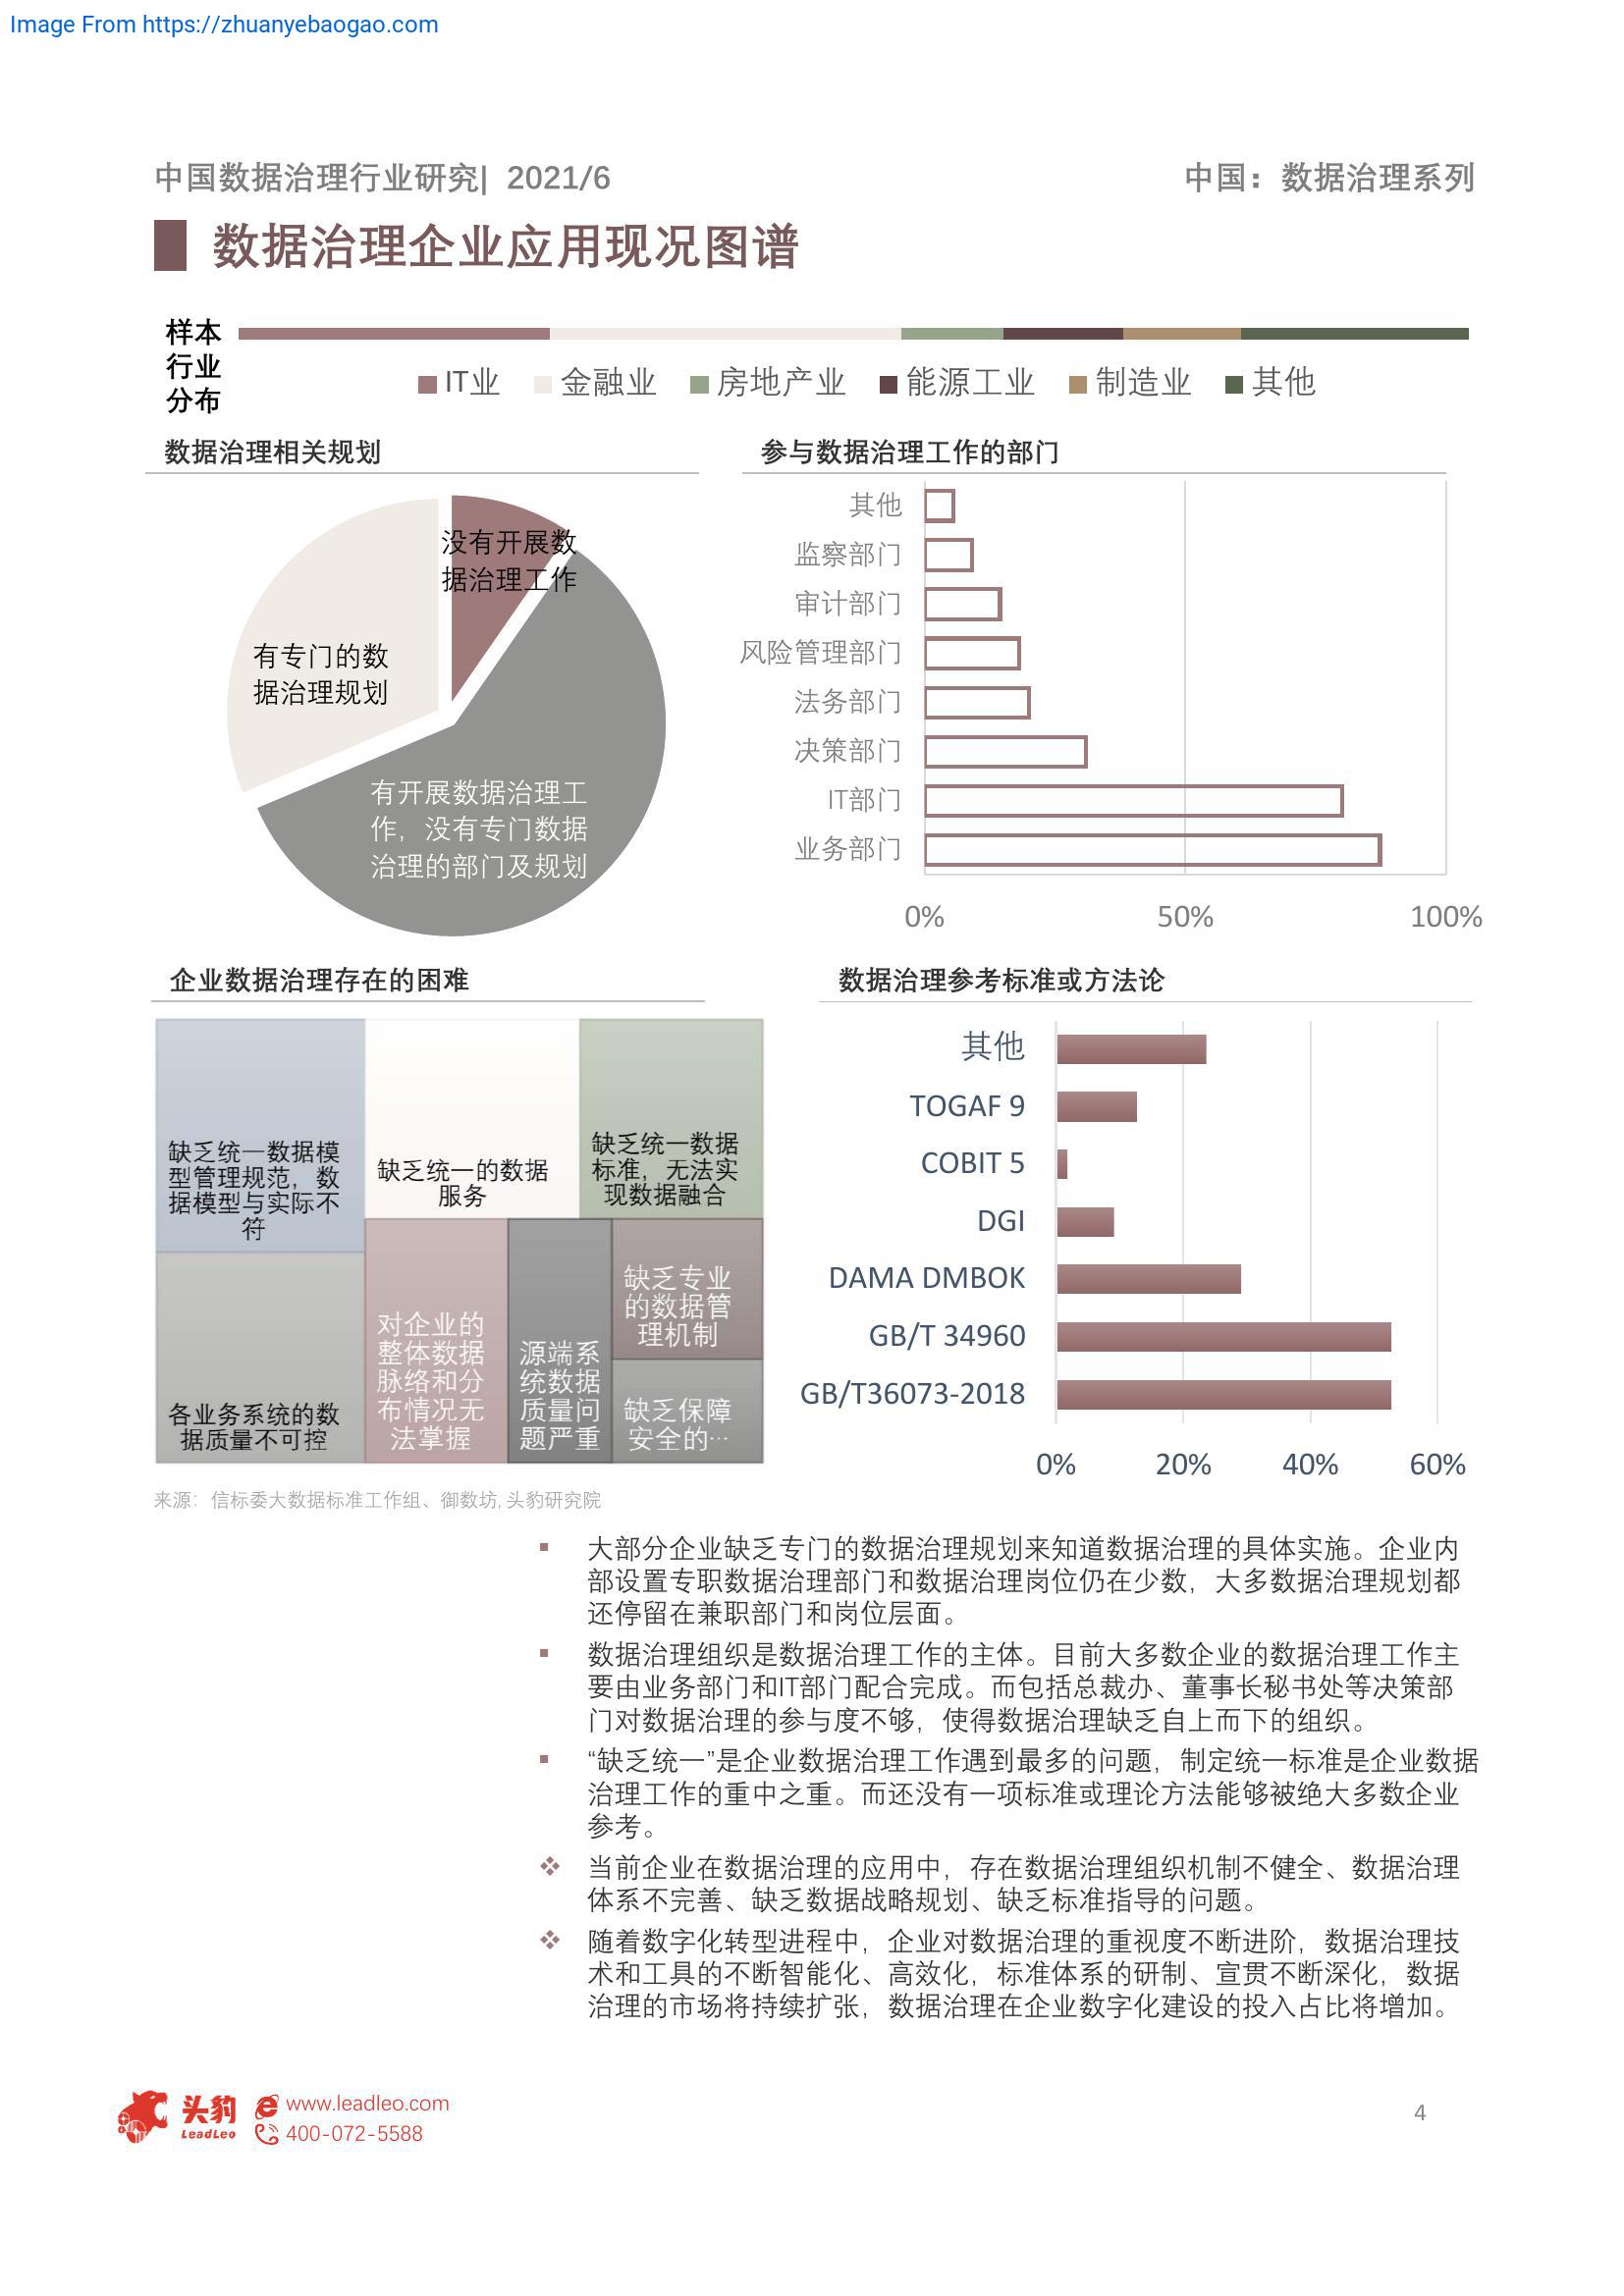 Image From https://zhuanyebaogao.com
中国数据治理行业研究| 2021/6
中国：数据治理系列
数据治理企业应用现况图谱
样本
行业
分布
IT业
金融业
房地产业
能源工业
制造业
其他
数据治理相关规划
没有开展数
据治理工作
有专门的数
据治理规划
有开展数据治理工
作，没有专门数据
治理的部门及规划
参与数据治理工作的部门
其他
监察部门
审计部门
风险管理部门
法务部门
决策部门
IT部门
业务部门
0%
50%
100%
企业数据治理存在的困难
缺乏统一数据模
型管理规范，数
据模型与实际不
符
缺乏统一的数据
服务
缺乏统一数据
标准，无法实
现数据融合
各业务系统的数
据质量不可控
对企业的
整体数据
脉络和分
布情况无
法掌握
源端系
统数据
质量问
题严重
缺乏专业
的数据管
理机制
缺乏保障
安全的…
数据治理参考标准或方法论
其他
TOGAF 9
COBIT 5
DGI
DAMA DMBOK
GB/T 34960
GB/T36073-2018
0%
20%
40%
60%
来源：信标委大数据标准工作组、御数坊, 头豹研究院
▪ 大部分企业缺乏专门的数据治理规划来知道数据治理的具体实施。企业内
部设置专职数据治理部门和数据治理岗位仍在少数，大多数据治理规划都
还停留在兼职部门和岗位层面。
▪ 数据治理组织是数据治理工作的主体。目前大多数企业的数据治理工作主
要由业务部门和IT部门配合完成。而包括总裁办、董事长秘书处等决策部
门对数据治理的参与度不够，使得数据治理缺乏自上而下的组织。
▪ “缺乏统一”是企业数据治理工作遇到最多的问题，制定统一标准是企业数据
治理工作的重中之重。而还没有一项标准或理论方法能够被绝大多数企业
参考。
❖ 当前企业在数据治理的应用中，存在数据治理组织机制不健全、数据治理
体系不完善、缺乏数据战略规划、缺乏标准指导的问题。
❖ 随着数字化转型进程中，企业对数据治理的重视度不断进阶，数据治理技
术和工具的不断智能化、高效化，标准体系的研制、宣贯不断深化，数据
治理的市场将持续扩张，数据治理在企业数字化建设的投入占比将增加。
头豹
LeadLeo
www.leadleo.com
400-072-5588
4